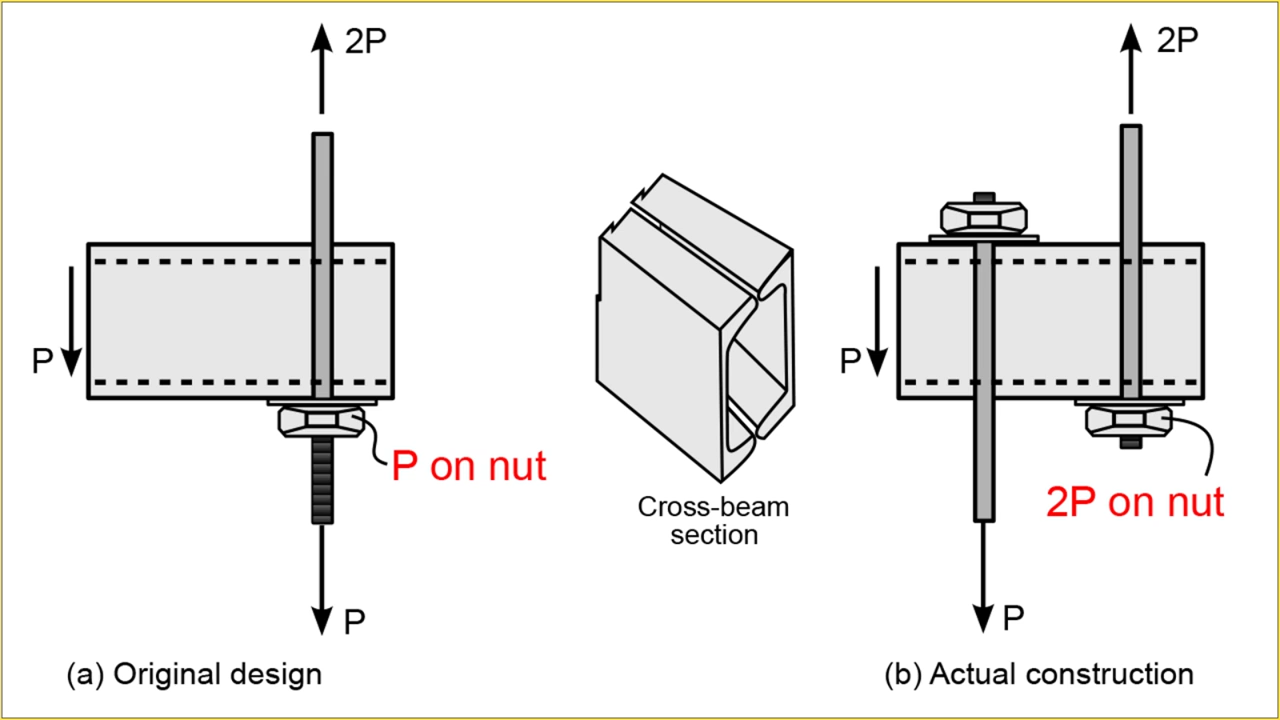 2P
P
P on nut
P
(a) Original design
Cross-beam
section
2P
P
2P on nut
P
(b) Actual construction